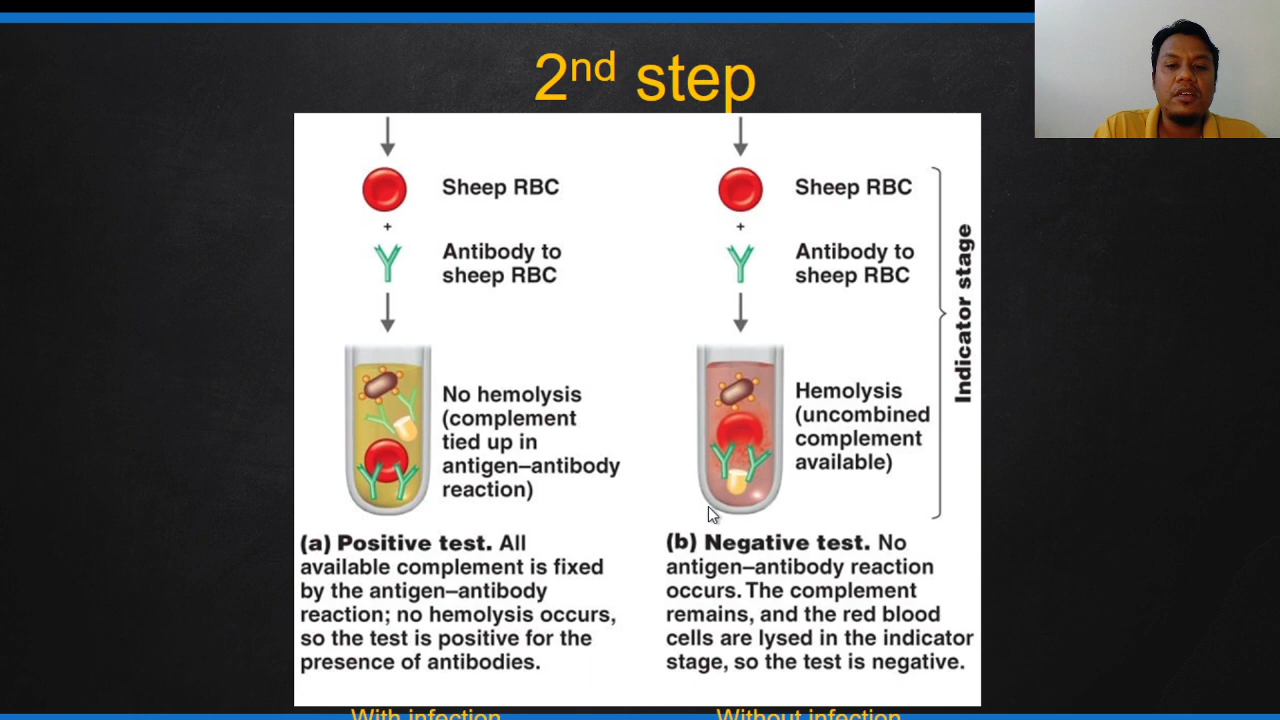 2nd step
Sheep RBC
+
Antibody to
sheep RBC
No hemolysis
(complement
tied up in
antigen–antibody
reaction)
(a) Positive test. All
available complement is fixed
by the antigen–antibody
reaction; no hemolysis occurs,
so the test is positive for the
presence of antibodies.
With infection
Sheep RBC
+
Antibody to
sheep RBC
Hemolysis
(uncombined
complement
available)
Indicator stage
(b) Negative test. No
antigen–antibody reaction
occurs. The complement
remains, and the red blood
cells are lysed in the indicator
stage, so the test is negative.
Without infection